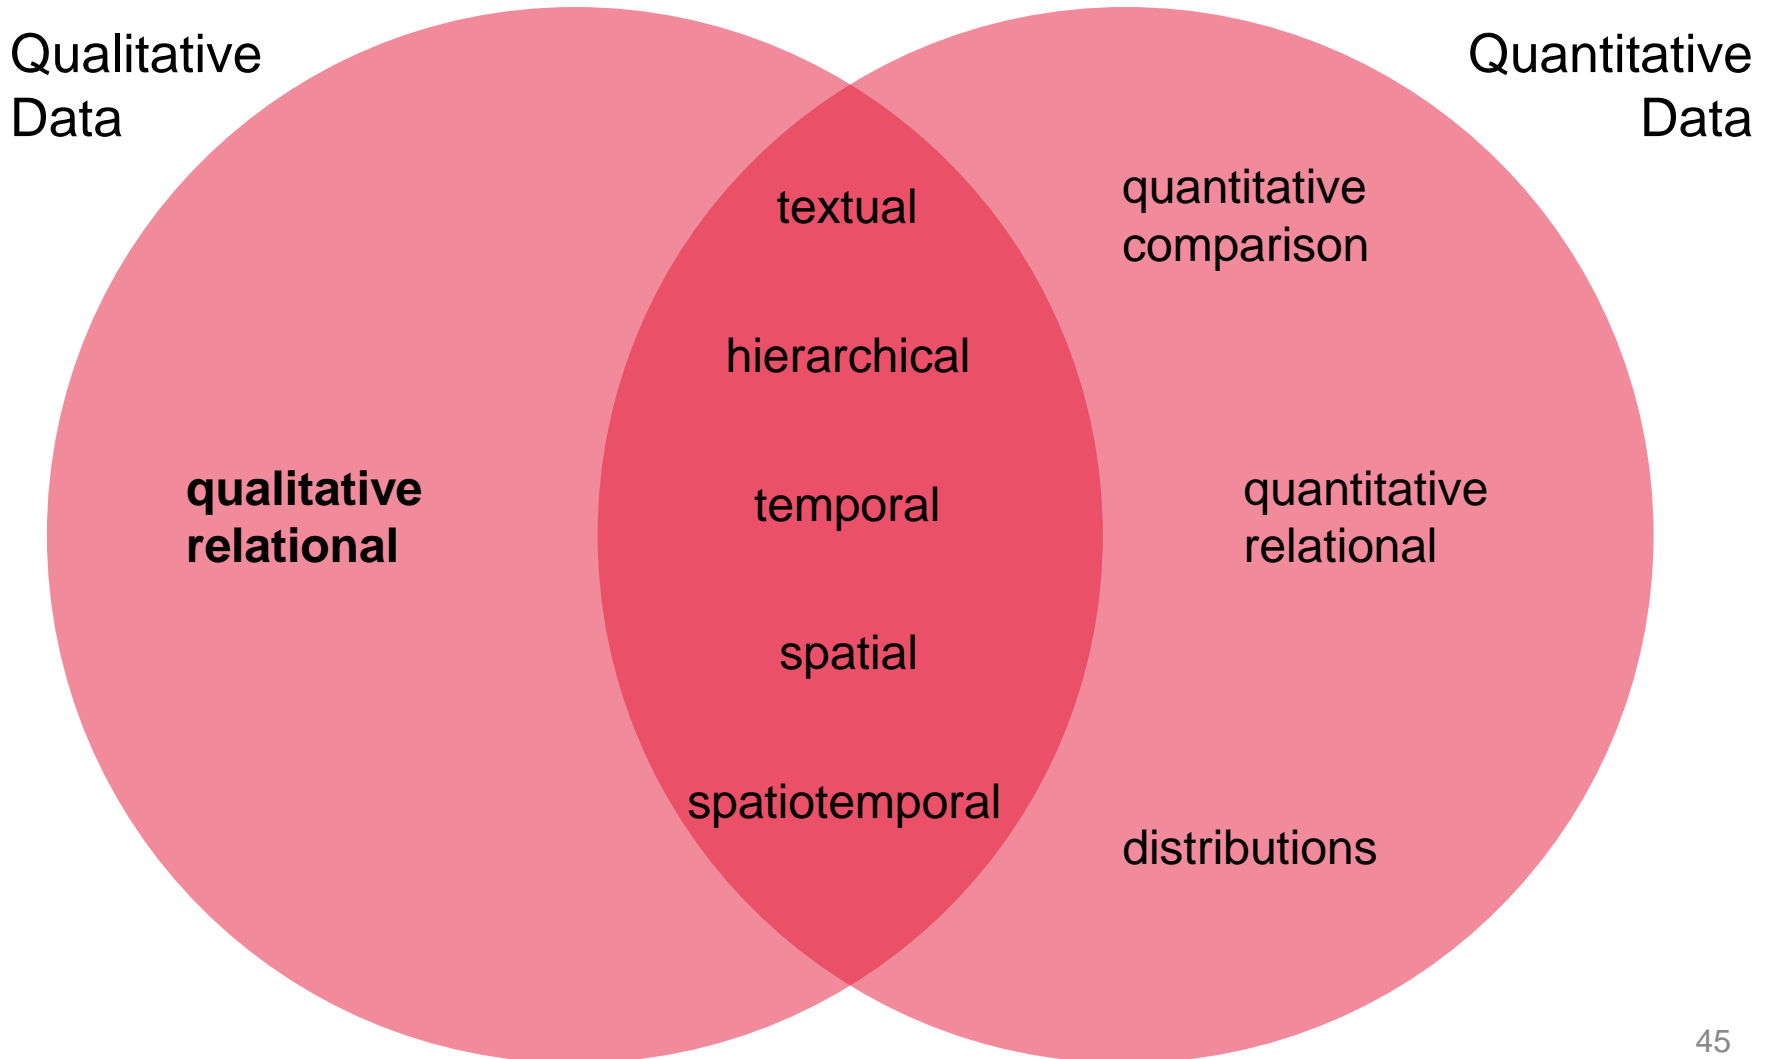 Qualitative
Data
Quantitative
Data
textual
hierarchical
temporal
spatial
spatiotemporal
qualitative
relational
quantitative
comparison
quantitative
relational
distributions
45